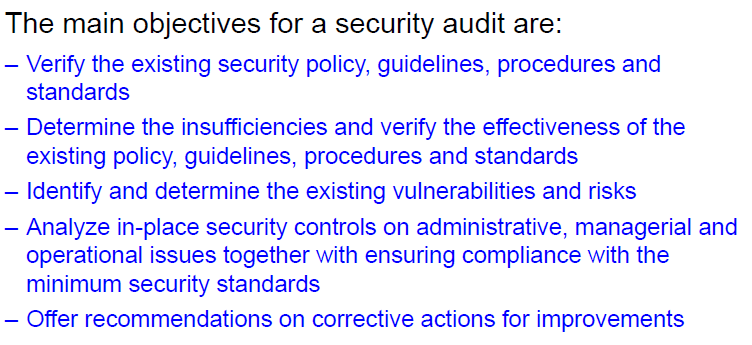 The main objectives for a security audit are:
– Verify the existing security policy, guidelines, procedures and
standards
– Determine the insufficiencies and verify the effectiveness of the
existing policy, guidelines, procedures and standards
– Identify and determine the existing vulnerabilities and risks
– Analyze in-place security controls on administrative, managerial and
operational issues together with ensuring compliance with the
minimum security standards
– Offer recommendations on corrective actions for improvements